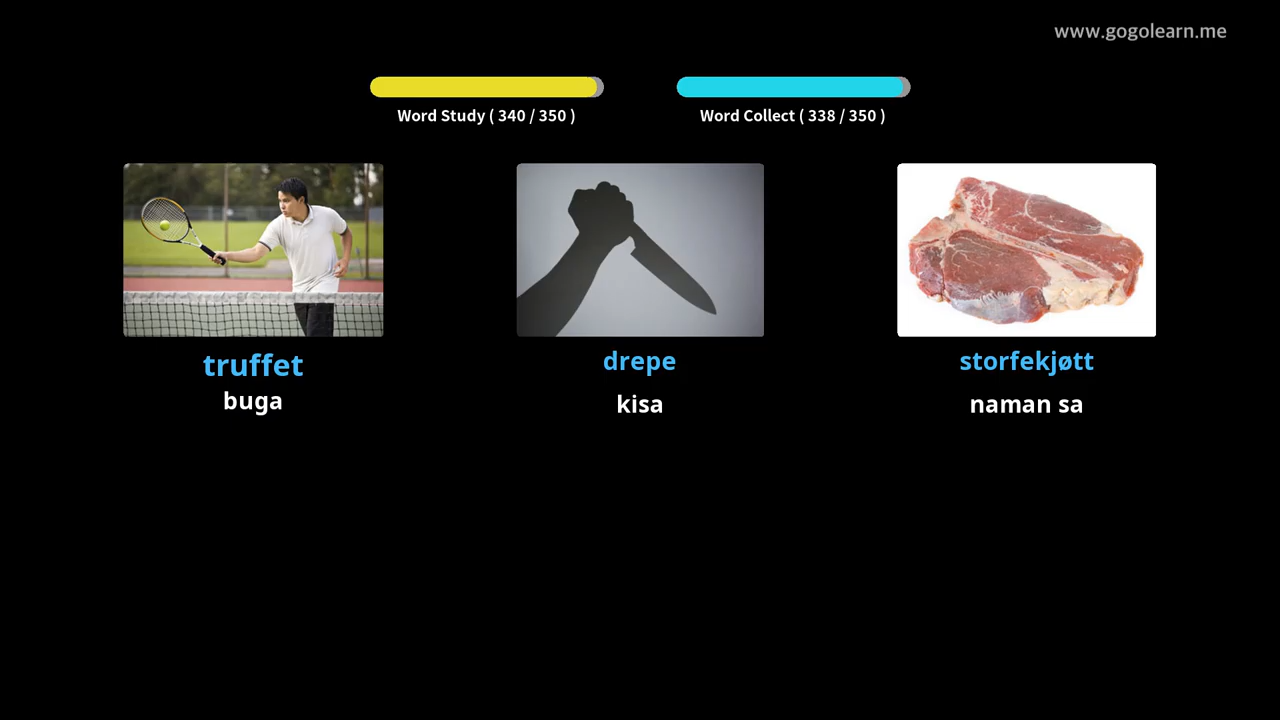 www.gogolearn.me
Word Study ( 340 / 350 )
Word Collect ( 338 / 350 )
truffet
buga
drepe
kisa
storfekjøtt
naman sa